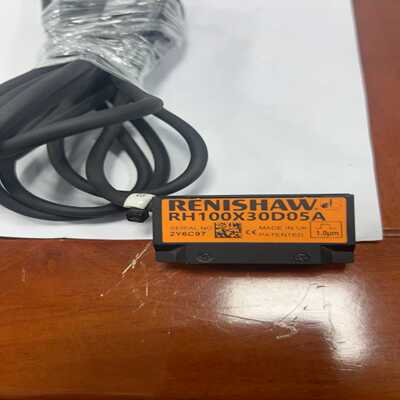 RENISHAW
RH100X30D05A
SERIAL NO
2Y6C97
CE
MADE IN UK
PATENTED
1.0µm